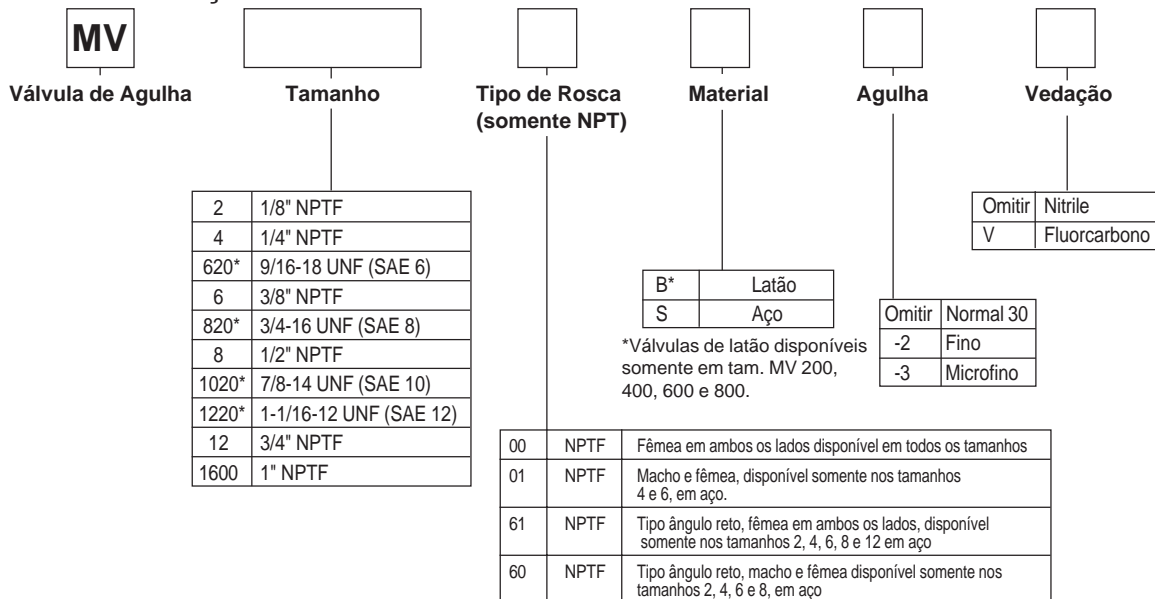 MV
Válvula de Agulha
Tamanho
Tipo de Rosca
(somente NPT)
Material
Agulha
Vedação
2 1/8" NPTF
4 1/4" NPTF
620* 9/16-18 UNF (SAE 6)
6 3/8" NPTF
820* 3/4-16 UNF (SAE 8)
8 1/2" NPTF
1020* 7/8-14 UNF (SAE 10)
1220* 1-1/16-12 UNF (SAE 12)
12 3/4" NPTF
1600 1" NPTF
00 NPTF Fêmea em ambos os lados disponível em todos os tamanhos
01 NPTF Macho e fêmea, disponível somente nos tamanhos
4 e 6, em aço.
61 NPTF Tipo ângulo reto, fêmea em ambos os lados, disponível
somente nos tamanhos 2, 4, 6, 8 e 12 em aço
60 NPTF Tipo ângulo reto, macho e fêmea disponível somente nos
tamanhos 2, 4, 6 e 8, em aço
B* Latão
S Aço
*Válvulas de latão disponíveis
somente em tam. MV 200,
400, 600 e 800.
Omitir Normal 30
-2 Fino
-3 Microfino
Omitir Nitrile
V Fluorcarbono